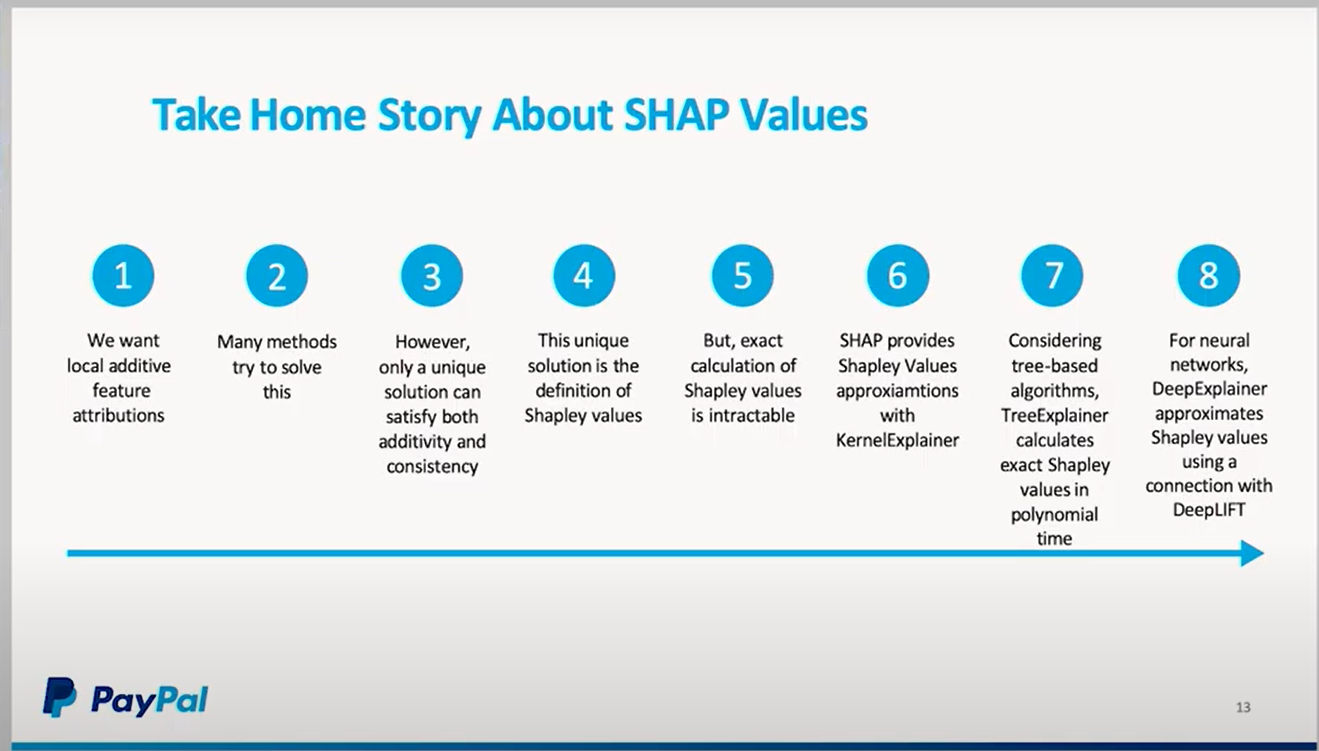 Take Home Story About SHAP Values
1
We want
local additive
feature
attributions
2
Many methods
try to solve
this
3
However,
only a unique
solution can
satisfy both
additivity and
consistency
4
This unique
solution is the
definition of
Shapley values
5
But, exact
calculation of
Shapley values
is intractable
6
SHAP provides
Shapley Values
approxiamtions
with
KernelExplainer
7
Considering
tree-based
algorithms,
TreeExplainer
calculates
exact Shapley
values in
polynomial
time
8
For neural
networks,
DeepExplainer
approximates
Shapley values
using a
connection with
DeepLIFT
PayPal
13